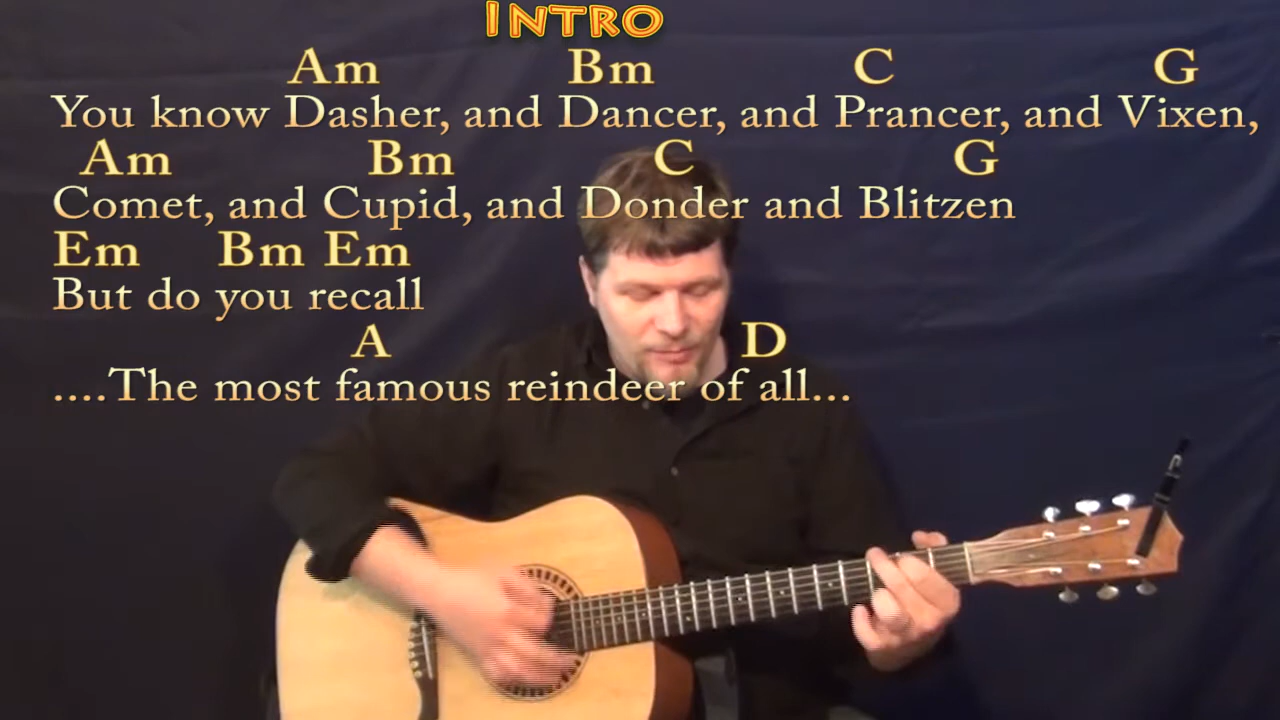 INTRO
Am Bm C G
You know Dasher, and Dancer, and Prancer, and Vixen,
Am Bm C G
Comet, and Cupid, and Donder and Blitzen
Em Bm Em
But do you recall
A D
....The most famous reindeer of all...